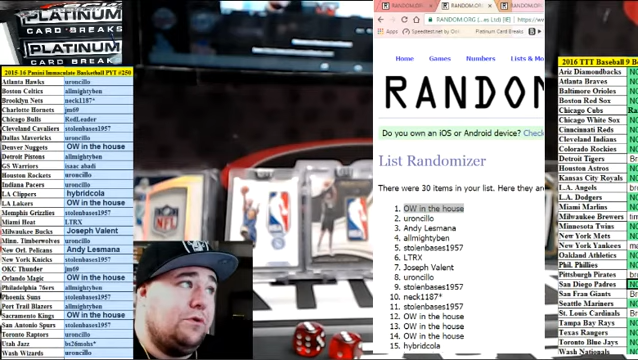 PLATINUM
CARD BREAKS
PLATINUM
CARD BREAKS
2015-16 Panini Immaculate Basketball PYT #250
Atlanta Hawks uroncillo
Boston Celtics allmightyben
Brooklyn Nets neck1187*
Charlotte Hornets jm69
Chicago Bulls RedLeader
Cleveland Cavaliers stolenbases1957
Dallas Mavericks uroncillo
Denver Nuggets OW in the house
Detroit Pistons allmightyben
GS Warriors isaac abadi
Houston Rockets uroncillo
Indiana Pacers uroncillo
LA Clippers hybridcola
LA Lakers OW in the house
Memphis Grizzlies stolenbases1957
Miami Heat LTRX
Milwaukee Bucks Joseph Valent
Minn. Timberwolves uroncillo
New Orl. Pelicans Andy Lesmana
New York Knicks stolenbases1957
OKC Thunder jm69
Orlando Magic OW in the house
Philadelphia 76ers allmightyben
Phoenix Suns stolenbases1957
Port Trail Blazers allmightyben
Sacramento Kings OW in the house
San Antonio Spurs stolenbases1957
Toronto Raptors uroncillo
Utah Jazz
Wash Wizards uroncillo
NFL
RANDOM.ORG
Apps Speedtest.net by Oo
Platinum Card Breaks
Home Games Numbers Lists & Mo
RANDOM
Do you own an iOS or Android device? Check
List Randomizer
There were 30 items in your list. Here they are
1. OW in the house
2. uroncillo
3. Andy Lesmana
4. allmightyben
5. stolenbases1957
6. LTRX
7. Joseph Valent
8. uroncillo
9. stolenbases1957
10. neck1187*
11. stolenbases1957
12. OW in the house
13. OW in the house
14. OW in the house
15. hybridcola
2016 TTT Baseball 9 B
Ariz Diamondbacks
Atlanta Braves
Baltimore Orioles
Boston Red Sox
Chicago Cubs
Chicago White Sox
Cincinnati Reds
Cleveland Indians
Colorado Rockies
Detroit Tigers
Houston Astros
Kansas City Royals
L.A. Angels
L.A. Dodgers
Miami Marlins
Milwaukee Brewers
Minnesota Twins
New York Mets
New York Yankees
Oakland Athletics
Phil. Phillies
Pittsburgh Pirates
San Diego Padres
San Fran Giants
Seattle Mariners
St. Louis Cardinals
Tampa Bay Rays
Texas Rangers
Toronto Blue Jays
Wash Nationals